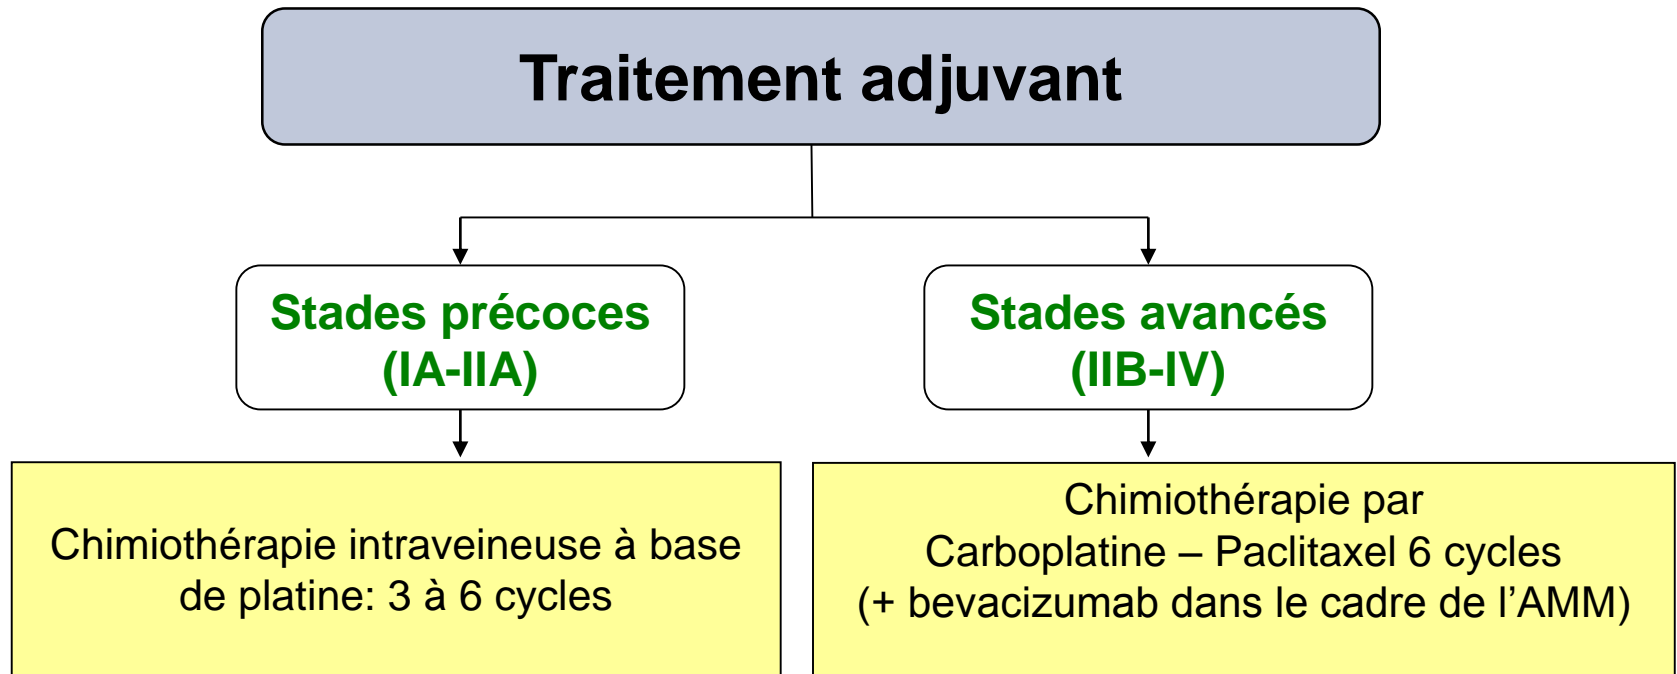 Traitement adjuvant
Stades précoces
(IA-IIA)
Stades avancés
(IIB-IV)
Chimiothérapie intraveineuse à base
de platine: 3 à 6 cycles
Chimiothérapie par
Carboplatine – Paclitaxel 6 cycles
(+ bevacizumab dans le cadre de l’AMM)